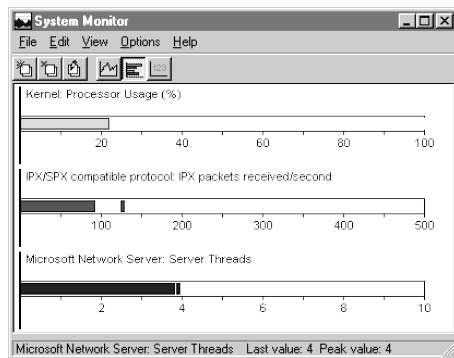 System Monitor
File Edit View Options Help
123
Kernel: Processor Usage (%)
20 40 60 80 100
IPX/SPX compatible protocol: IPX packets received/second
100 200 300 400 500
Microsoft Network Server: Server Threads
2 4 6 8 10
Microsoft Network Server: Server Threads Last value: 4 Peak value: 4